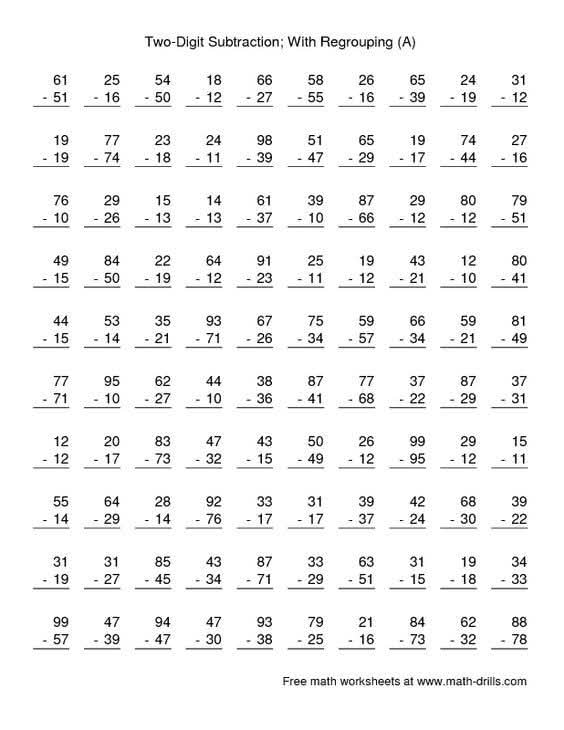 Two-Digit Subtraction; With Regrouping (A)
61 25 54 18 66 58 26 65 24 31
- 51 - 16 - 50 - 12 - 27 - 55 - 16 - 39 - 19 - 12
19 77 23 24 98 51 65 19 74 27
- 19 - 74 - 18 - 11 - 39 - 47 - 29 - 17 - 44 - 16
76 29 15 14 61 39 87 29 80 79
- 10 - 26 - 13 - 13 - 37 - 10 - 66 - 12 - 12 - 51
49 84 22 64 91 25 19 43 12 80
- 15 - 50 - 19 - 12 - 23 - 11 - 12 - 21 - 10 - 41
44 53 35 93 67 75 59 66 59 81
- 15 - 14 - 21 - 71 - 26 - 34 - 57 - 34 - 21 - 49
77 95 62 44 38 87 77 37 87 37
- 71 - 10 - 27 - 10 - 36 - 41 - 68 - 22 - 29 - 31
12 20 83 47 43 50 26 99 29 15
- 12 - 17 - 73 - 32 - 15 - 49 - 12 - 95 - 12 - 11
55 64 28 92 33 31 39 42 68 39
- 14 - 29 - 14 - 76 - 17 - 17 - 37 - 24 - 30 - 22
31 31 85 43 87 33 63 31 19 34
- 19 - 27 - 45 - 34 - 71 - 29 - 51 - 15 - 18 - 33
99 47 94 47 93 79 21 84 62 88
- 57 - 39 - 47 - 30 - 38 - 25 - 16 - 73 - 32 - 78
Free math worksheets at www.math-drills.com